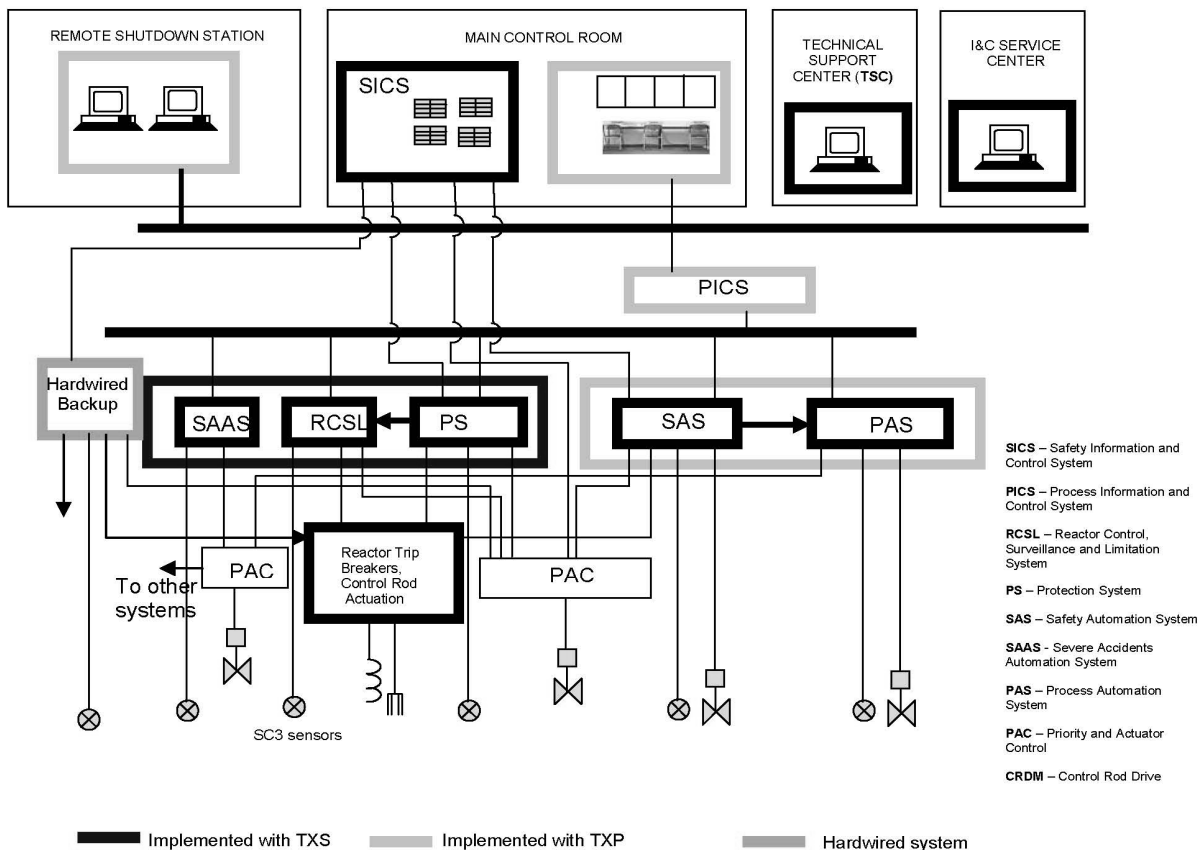 REMOTE SHUTDOWN STATION
MAIN CONTROL ROOM
TECHNICAL
SUPPORT
CENTER (TSC)
I&C SERVICE
CENTER
SICS
PICS
Hardwired
Backup
SAAS
RCSL
PS
SAS
PAS
Reactor Trip
Breakers,
Control Rod
Actuation
PAC
PAC
To other
systems
SC3 sensors
SICS – Safety Information and
Control System
PICS – Process Information and
Control System
RCSL – Reactor Control,
Surveillance and Limitation
System
PS – Protection System
SAS – Safety Automation System
SAAS - Severe Accidents
Automation System
PAS – Process Automation
System
PAC – Priority and Actuator
Control
CRDM – Control Rod Drive
Implemented with TXS
Implemented with TXP
Hardwired system